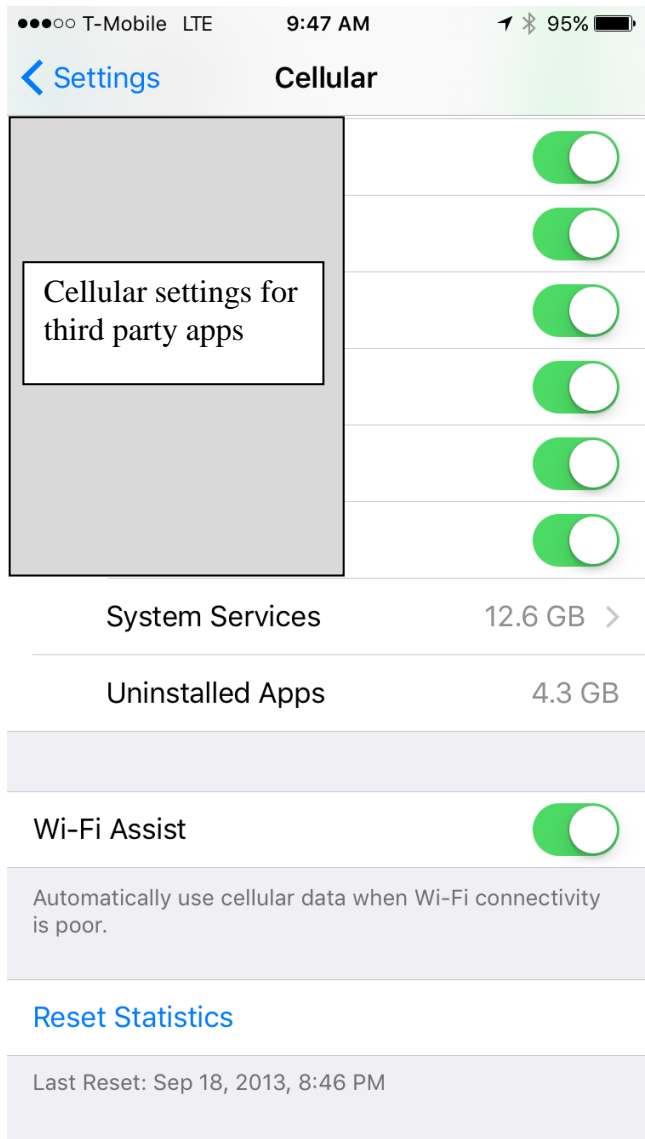 T-Mobile LTE 9:47 AM 95%
Settings Cellular
Cellular settings for
third party apps
System Services 12.6 GB
Uninstalled Apps 4.3 GB
Wi-Fi Assist
Automatically use cellular data when Wi-Fi connectivity
is poor.
Reset Statistics
Last Reset: Sep 18, 2013, 8:46 PM